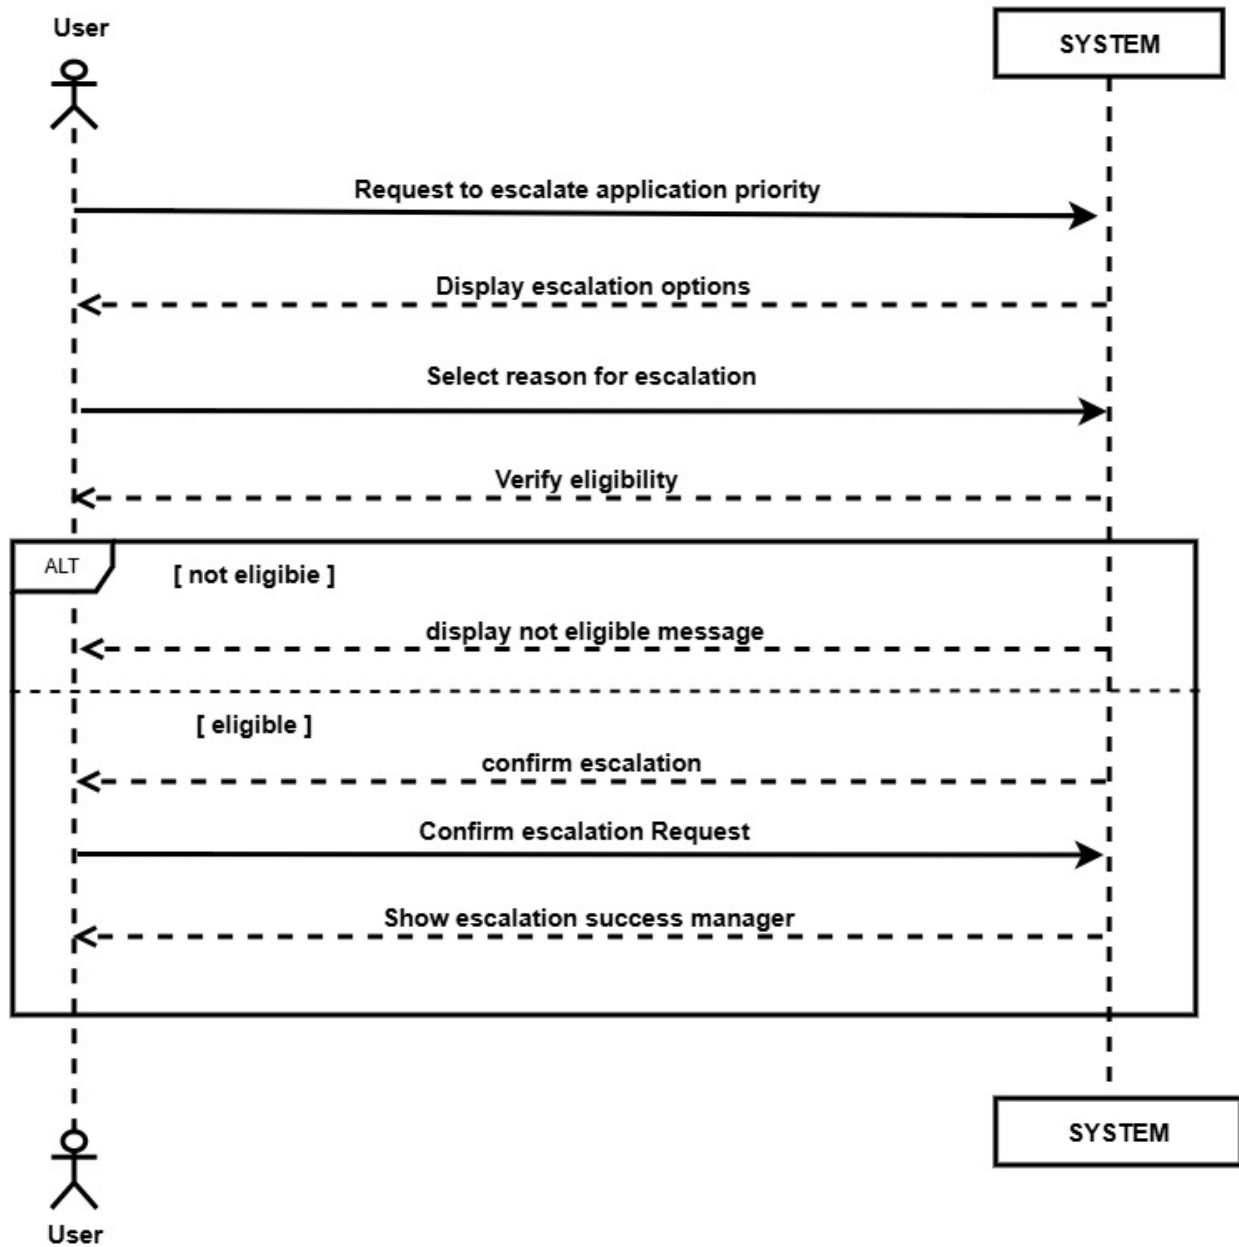 User
SYSTEM
Request to escalate application priority
Display escalation options
Select reason for escalation
Verify eligibility
ALT
[ not eligibie ]
display not eligible message
[ eligible ]
confirm escalation
Confirm escalation Request
Show escalation success manager
SYSTEM
User